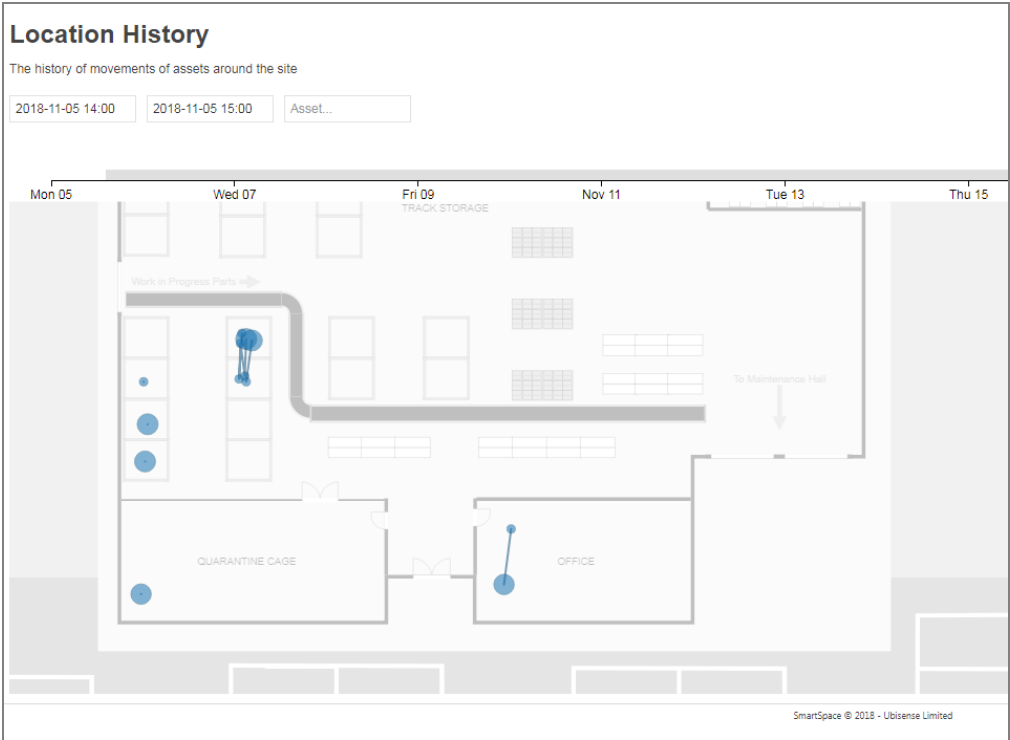 Location History
The history of movements of assets around the site
2018-11-05 14:00 2018-11-05 15:00 Asset...
Mon 05 Wed 07 Fri 09 Nov 11 Tue 13 Thu 15
TRACK STORAGE
Work in Progress Parts
To Maintenance Hall
QUARANTINE CAGE OFFICE
SmartSpace © 2018 - Ubisense Limited